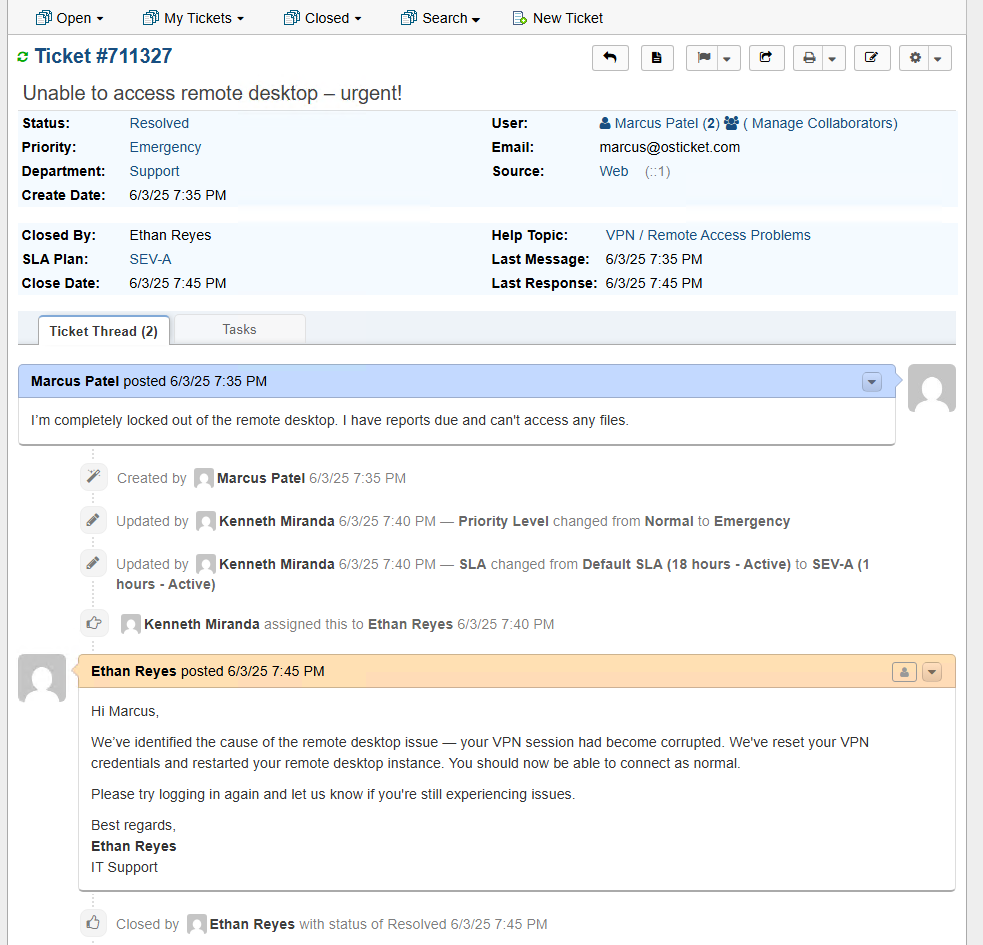 Open My Tickets Closed Search New Ticket
Ticket #711327
Unable to access remote desktop – urgent!
Status: Resolved User: Marcus Patel (2) ( Manage Collaborators)
Priority: Emergency Email: marcus@osticket.com
Department: Support Source: Web (::1)
Create Date: 6/3/25 7:35 PM
Closed By: Ethan Reyes Help Topic: VPN / Remote Access Problems
SLA Plan: SEV-A Last Message: 6/3/25 7:35 PM
Close Date: 6/3/25 7:45 PM Last Response: 6/3/25 7:45 PM
Ticket Thread (2) Tasks
Marcus Patel posted 6/3/25 7:35 PM
I’m completely locked out of the remote desktop. I have reports due and can't access any files.
Created by Marcus Patel 6/3/25 7:35 PM
Updated by Kenneth Miranda 6/3/25 7:40 PM — Priority Level changed from Normal to Emergency
Updated by Kenneth Miranda 6/3/25 7:40 PM — SLA changed from Default SLA (18 hours - Active) to SEV-A (1
hours - Active)
Kenneth Miranda assigned this to Ethan Reyes 6/3/25 7:40 PM
Ethan Reyes posted 6/3/25 7:45 PM
Hi Marcus,
We’ve identified the cause of the remote desktop issue — your VPN session had become corrupted. We've reset your VPN
credentials and restarted your remote desktop instance. You should now be able to connect as normal.
Please try logging in again and let us know if you're still experiencing issues.
Best regards,
Ethan Reyes
IT Support
Closed by Ethan Reyes with status of Resolved 6/3/25 7:45 PM